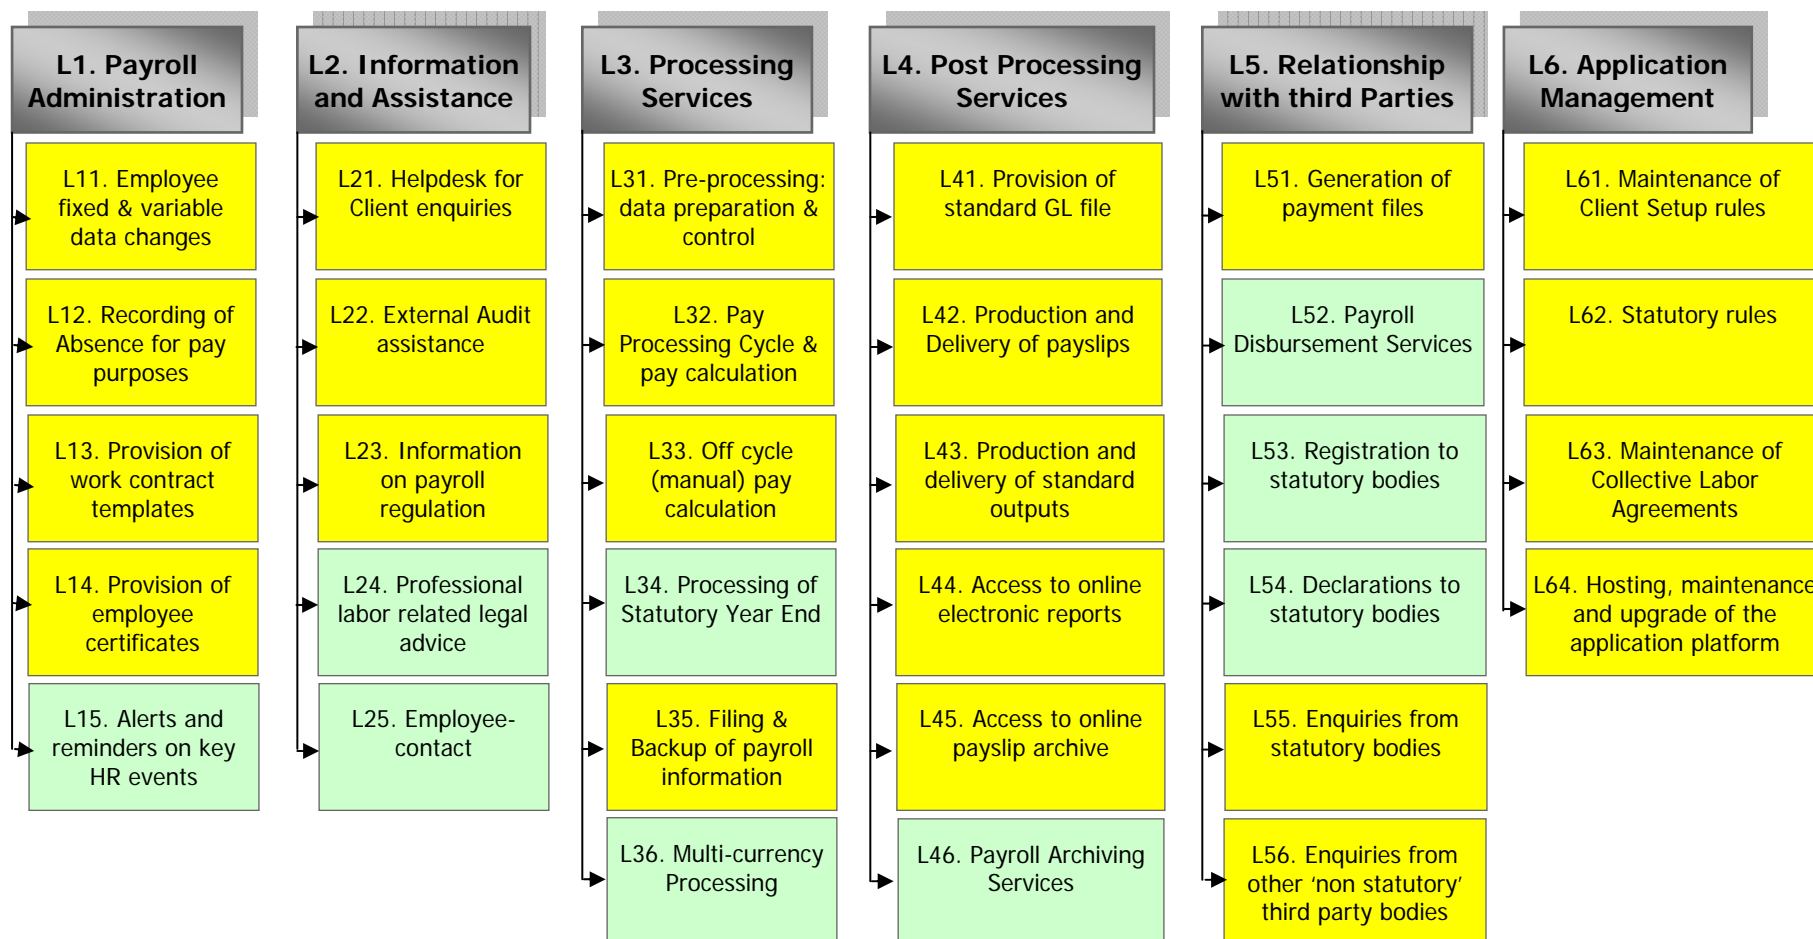 L1. Payroll
Administration
L11. Employee
fixed & variable
data changes
L12. Recording of
Absence for pay
purposes
L13. Provision of
work contract
templates
L14. Provision of
employee
certificates
L15. Alerts and
reminders on key
HR events
L2. Information
and Assistance
L21. Helpdesk for
Client enquiries
L22. External Audit
assistance
L23. Information
on payroll
regulation
L24. Professional
labor related legal
advice
L25. Employee-
contact
L3. Processing
Services
L31. Pre-processing:
data preparation &
control
L32. Pay
Processing Cycle &
pay calculation
L33. Off cycle
(manual) pay
calculation
L34. Processing of
Statutory Year End
L35. Filing &
Backup of payroll
information
L36. Multi-currency
Processing
L4. Post Processing
Services
L41. Provision of
standard GL file
L42. Production and
Delivery of payslips
L43. Production and
delivery of standard
outputs
L44. Access to online
electronic reports
L45. Access to online
payslip archive
L46. Payroll Archiving
Services
L5. Relationship
with third Parties
L51. Generation of
payment files
L52. Payroll
Disbursement Services
L53. Registration to
statutory bodies
L54. Declarations to
statutory bodies
L55. Enquiries from
statutory bodies
L56. Enquiries from
other ‘non statutory’
third party bodies
L6. Application
Management
L61. Maintenance of
Client Setup rules
L62. Statutory rules
L63. Maintenance of
Collective Labor
Agreements
L64. Hosting, maintenance
and upgrade of the
application platform